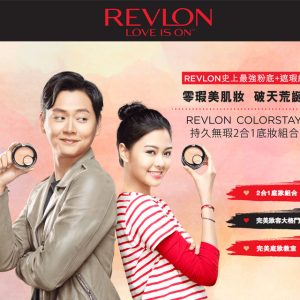 REVLON
LOVE IS ON
REVLON史上最強粉底+遮瑕
零瑕美肌妝 破天荒
REVLON COLORSTAY
持久無瑕2合1底妝組合
2合1底妝組合
完美妝容大格鬥
完美底妝教室